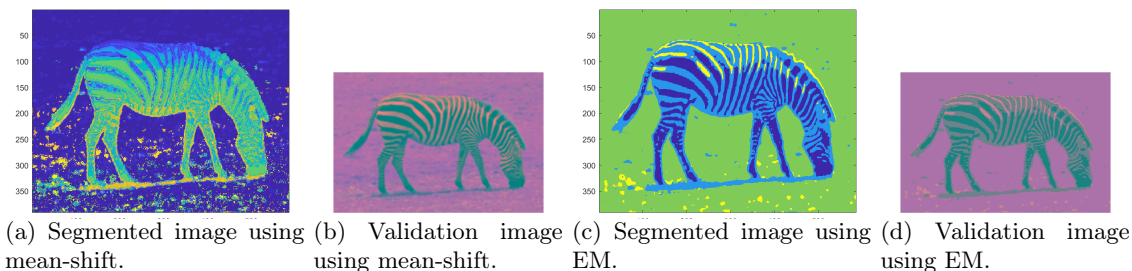 50
100
150
200
250
300
350
50
100
150
200
250
300
350
(a) Segmented image using
mean-shift.
(b) Validation image
using mean-shift.
(c) Segmented image using
EM.
(d) Validation image
using EM.